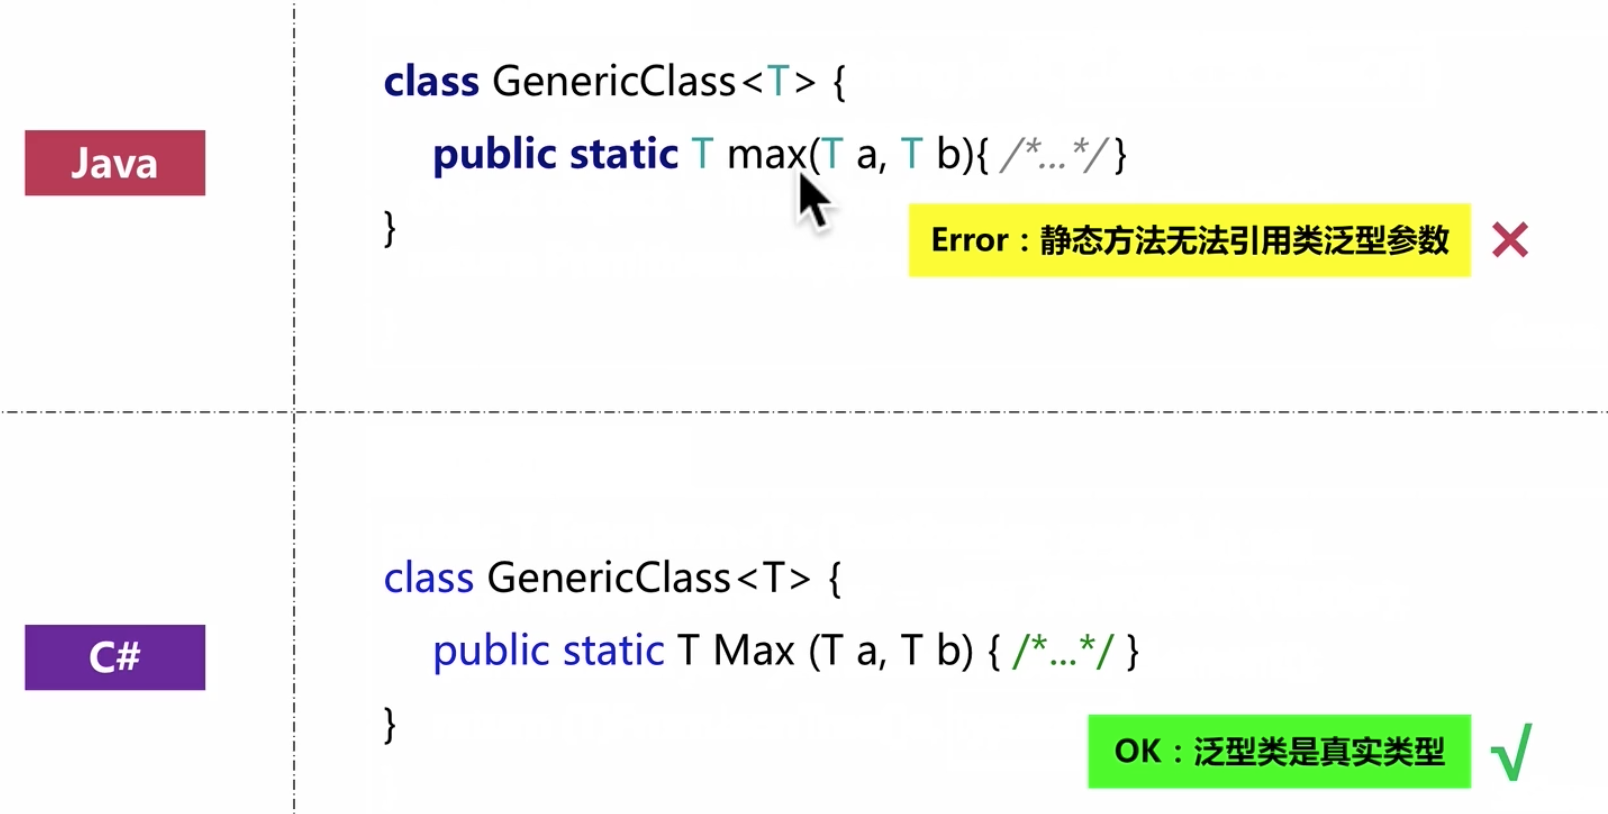 class GenericClass<T> {
Java
public static T max(T a, T b){ /*...*/ }
}
Error：静态方法无法引用类泛型参数
class GenericClass<T> {
C#
public static T Max (T a, T b) { /*...*/ }
}
OK：泛型类是真实类型